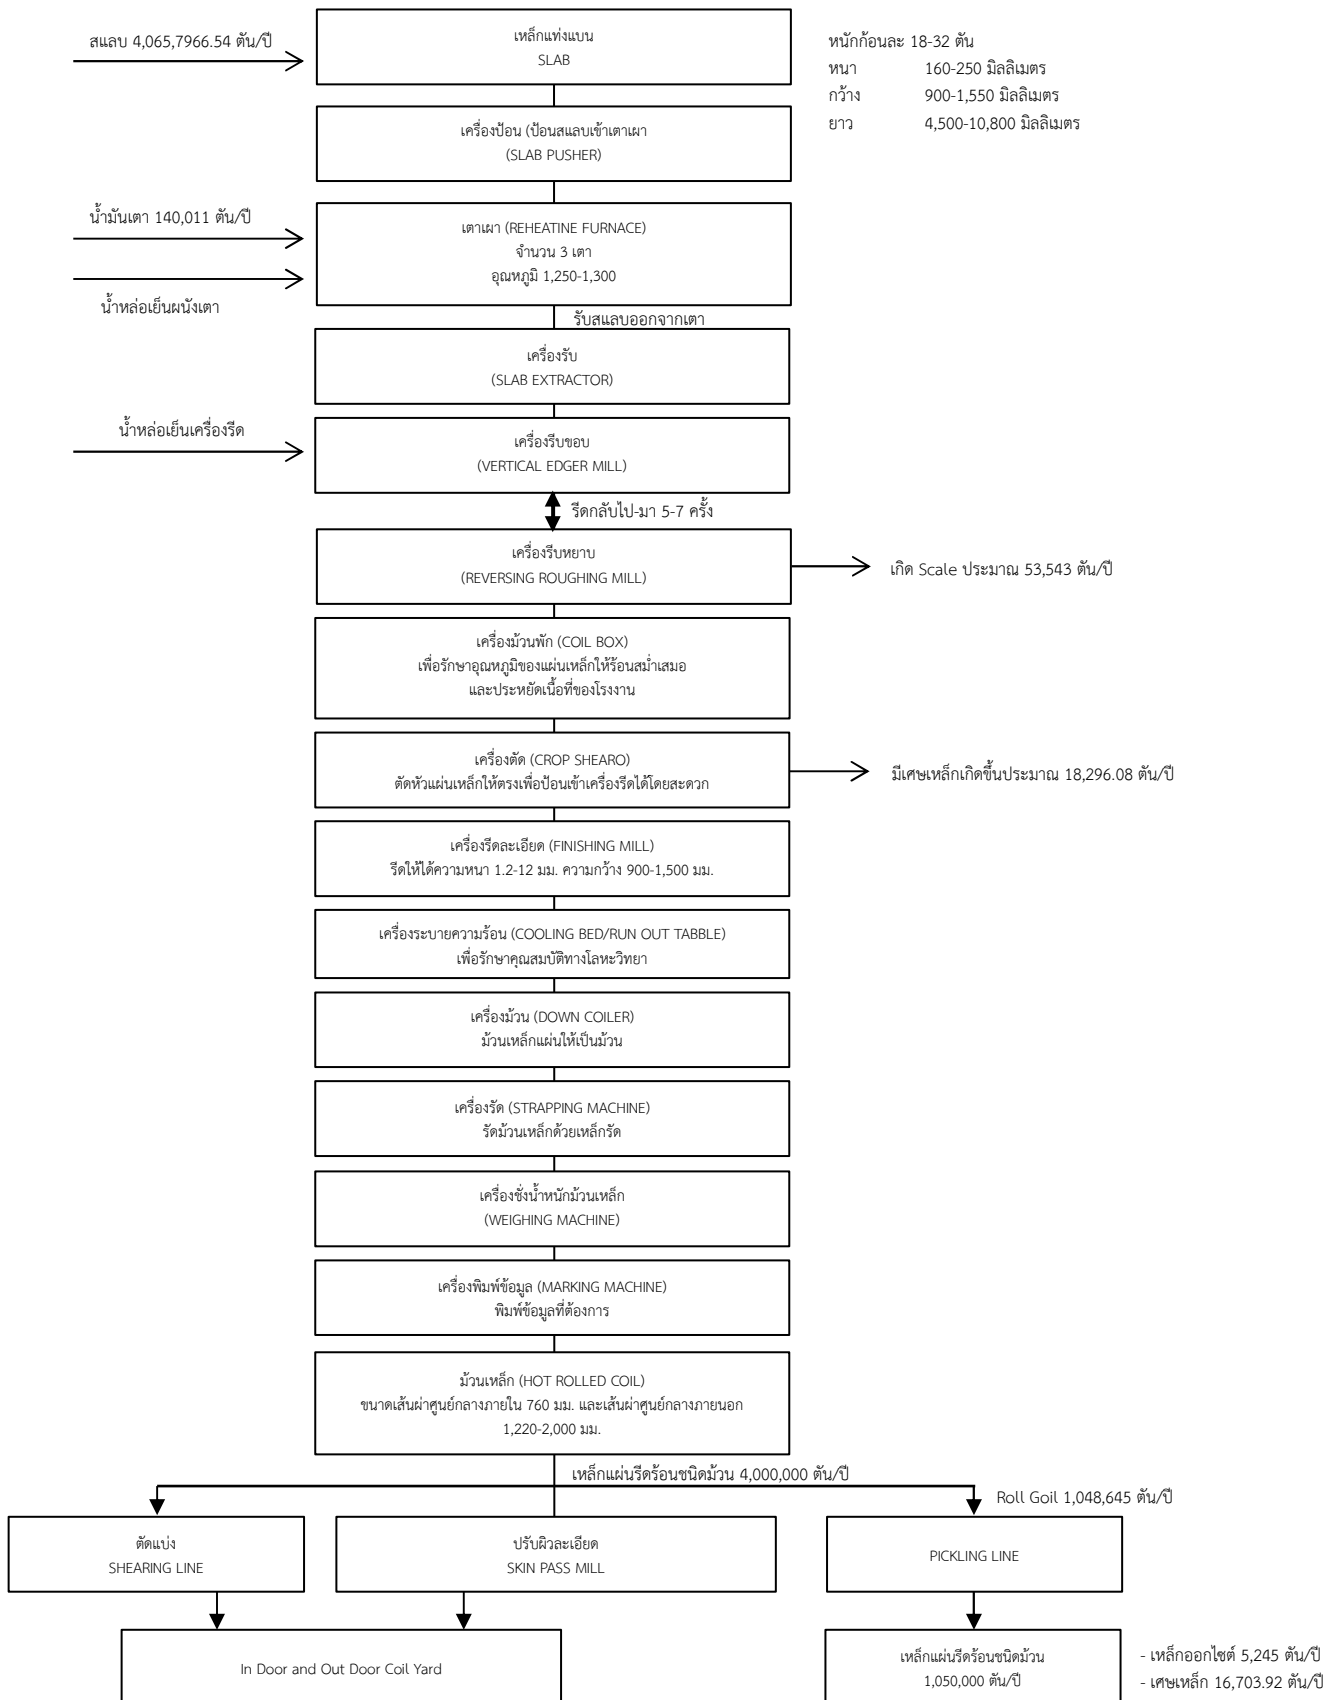 สแลบ 4,065,7966.54 ตัน/ปี
เหล็กแท่งแบน
SLAB
หนักก้อนละ 18-32 ตัน
หนา 160-250 มิลลิเมตร
กว้าง 900-1,550 มิลลิเมตร
ยาว 4,500-10,800 มิลลิเมตร
เครื่องป้อน (ป้อนสแลบเข้าเตาเผา
(SLAB PUSHER)
น้ำมันเตา 140,011 ตัน/ปี
เตาเผา (REHEATINE FURNACE)
จำนวน 3 เตา
อุณหภูมิ 1,250-1,300
น้ำหล่อเย็นผนังเตา
รับสแลบออกจากเตา
เครื่องรับ
(SLAB EXTRACTOR)
น้ำหล่อเย็นเครื่องรีด
เครื่องรีบขอบ
(VERTICAL EDGER MILL)
รีดกลับไป-มา 5-7 ครั้ง
เครื่องรีบหยาบ
(REVERSING ROUGHING MILL)
เกิด Scale ประมาณ 53,543 ตัน/ปี
เครื่องม้วนพัก (COIL BOX)
เพื่อรักษาอุณหภูมิของแผ่นเหล็กให้ร้อนสม่ำเสมอ
และประหยัดเนื้อที่ของโรงงาน
เครื่องตัด (CROP SHEARO)
ตัดหัวแผ่นเหล็กให้ตรงเพื่อป้อนเข้าเครื่องรีดได้โดยสะดวก
มีเศษเหล็กเกิดขึ้นประมาณ 18,296.08 ตัน/ปี
เครื่องรีดละเอียด (FINISHING MILL)
รีดให้ได้ความหนา 1.2-12 มม. ความกว้าง 900-1,500 มม.
เครื่องระบายความร้อน (COOLING BED/RUN OUT TABBLE)
เพื่อรักษาคุณสมบัติทางโลหะวิทยา
เครื่องม้วน (DOWN COILER)
ม้วนเหล็กแผ่นให้เป็นม้วน
เครื่องรัด (STRAPPING MACHINE)
รัดม้วนเหล็กด้วยเหล็กรัด
เครื่องชั่งน้ำหนักม้วนเหล็ก
(WEIGHING MACHINE)
เครื่องพิมพ์ข้อมูล (MARKING MACHINE)
พิมพ์ข้อมูลที่ต้องการ
ม้วนเหล็ก (HOT ROLLED COIL)
ขนาดเส้นผ่าศูนย์กลางภายใน 760 มม. และเส้นผ่าศูนย์กลางภายนอก
1,220-2,000 มม.
เหล็กแผ่นรีดร้อนชนิดม้วน 4,000,000 ตัน/ปี
Roll Goil 1,048,645 ตัน/ปี
ตัดแบ่ง
SHEARING LINE
ปรับผิวละเอียด
SKIN PASS MILL
PICKLING LINE
In Door and Out Door Coil Yard
เหล็กแผ่นรีดร้อนชนิดม้วน
1,050,000 ตัน/ปี
- เหล็กออกไซต์ 5,245 ตัน/ปี
- เศษเหล็ก 16,703.92 ตัน/ปี